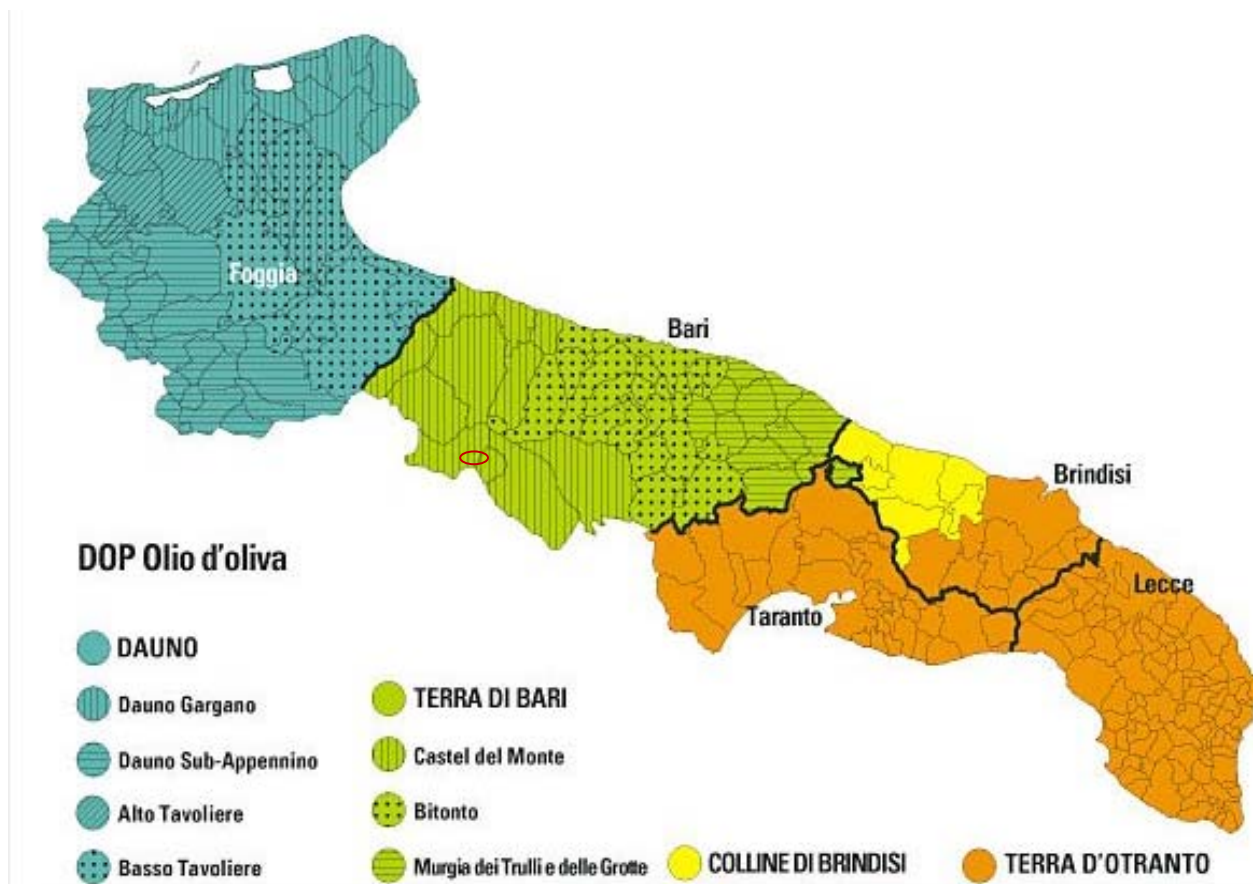 Foggia
Bari
Brindisi
Lecce
Taranto
DOP Olio d'oliva
DAUNO
Dauno Gargano
Dauno Sub-Appennino
Alto Tavoliere
Basso Tavoliere
TERRA DI BARI
Castel del Monte
Bitonto
Murgia dei Trulli e delle Grotte
COLLINE DI BRINDISI
TERRA D'OTRANTO